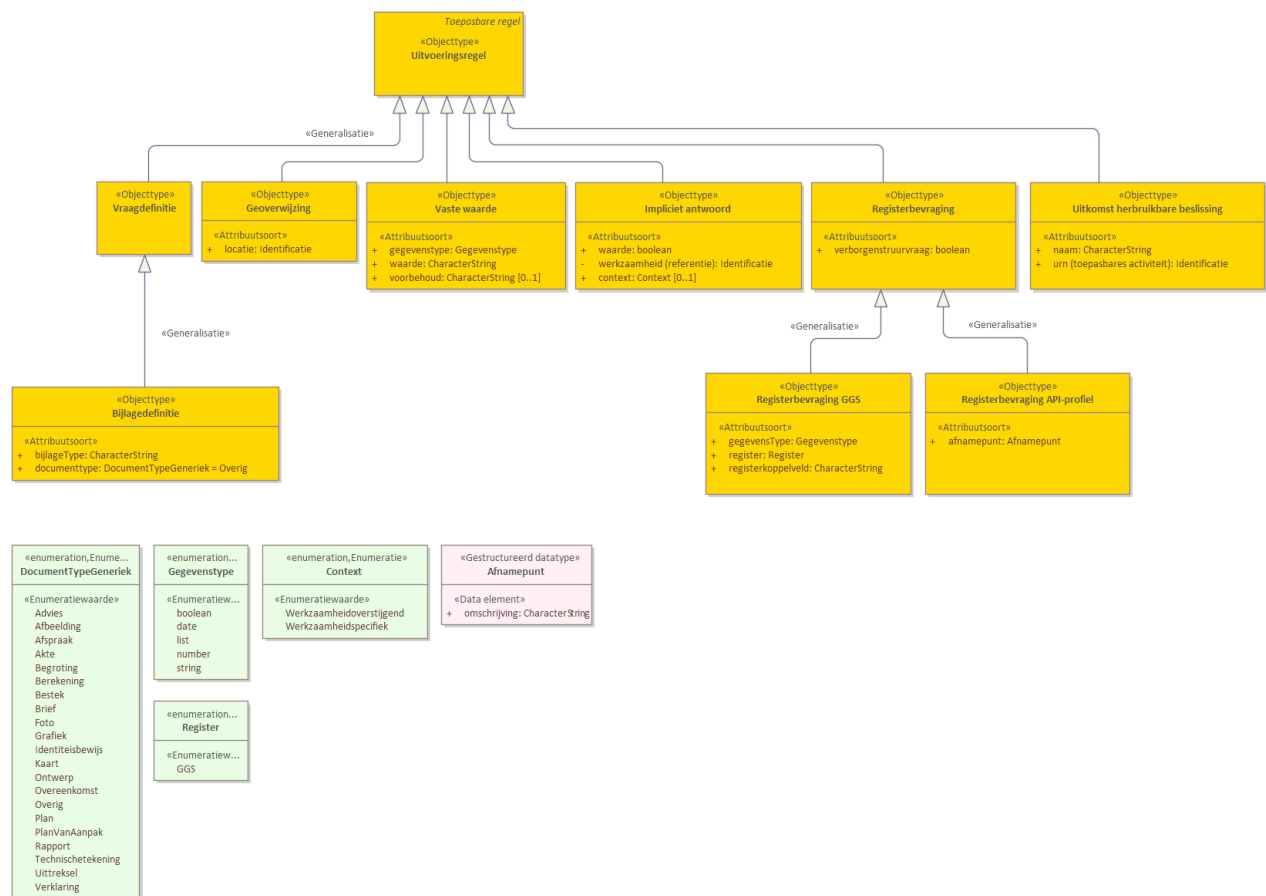 Toepasbare regel
«Objecttype»
Uitvoeringsregel
«Generalisatie»
«Objecttype»
Vraagdefinitie
«Objecttype»
Geoverwijzing
«Attribuutsoort»
+ locatie: Identificatie
«Objecttype»
Vaste waarde
«Attribuutsoort»
+ gegevenstype: Gegevenstype
+ waarde: CharacterString
+ voorbehoud: CharacterString [0..1]
«Objecttype»
Impliciet antwoord
«Attribuutsoort»
+ waarde: boolean
- werkzaamheid (referentie): Identificatie
+ context: Context [0..1]
«Objecttype»
Registerbevraging
«Attribuutsoort»
+ verborgenstruurvraag: boolean
«Objecttype»
Uitkomst herbruikbare beslissing
«Attribuutsoort»
+ naam: CharacterString
+ urn (toepasbares activiteit): Identificatie
«Generalisatie»
«Generalisatie»
«Generalisatie»
«Objecttype»
Bijlagedefinitie
«Attribuutsoort»
+ bijlageType: CharacterString
+ documenttype: DocumentTypeGeneriek = Overig
«Objecttype»
Registerbevraging GGS
«Attribuutsoort»
+ gegevensType: Gegevenstype
+ register: Register
+ registerkoppelveld: CharacterString
«Objecttype»
Registerbevraging API-profiel
«Attribuutsoort»
+ afnamepunt: Afnamepunt
«enumeration,Enume...
DocumentTypeGeneriek
«Enumeratiewaarde»
Advies
Afbeelding
Afspraak
Akte
Begroting
Berekening
Bestek
Brief
Foto
Grafiek
Identiteisbewijs
Kaart
Ontwerp
Overeenkomst
Overig
Plan
PlanVanAanpak
Rapport
Technischetekening
Uittreksel
Verklaring
«enumeration...
Gegevenstype
«Enumeratiew...
boolean
date
list
number
string
«enumeration...
Register
«Enumeratiew...
GGS
«enumeration,Enumeratie»
Context
«Enumeratiewaarde»
Werkzaamheidoverstijgend
Werkzaamheidspecifiek
«Gestructureerd datatype»
Afnamepunt
«Data element»
+ omschrijving: CharacterString